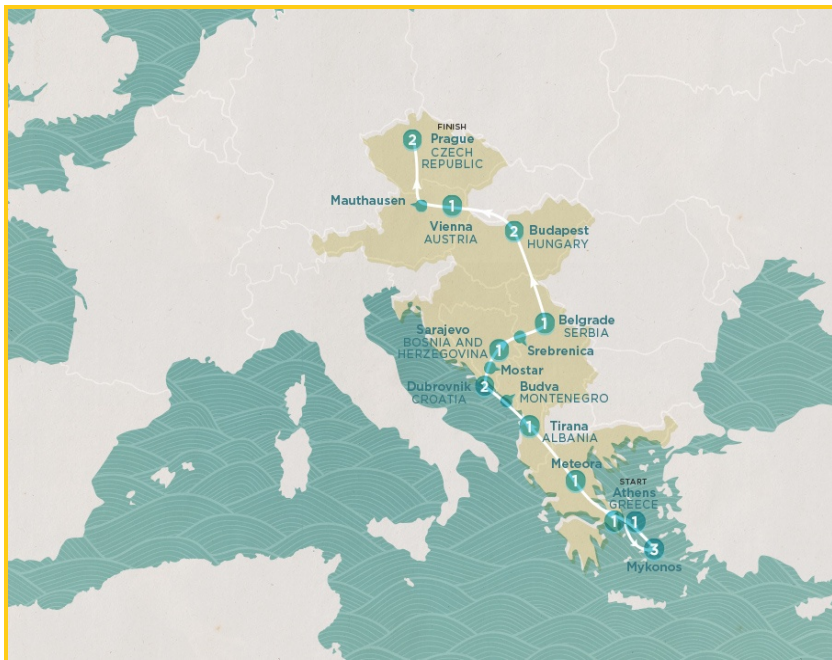 FINISH
2
Prague
CZECH
REPUBLIC
Mauthausen
1
Vienna
AUSTRIA
2
Budapest
HUNGARY
1
Belgrade
SERBIA
Sarajevo
BOSNIA AND
HERZEGOVINA
1
Srebrenica
Mostar
Dubrovnik
CROATIA
2
Budva
MONTENEGRO
1
Tirana
ALBANIA
Meteora
1
START
Athens
GREECE
1
1
3
Mykonos